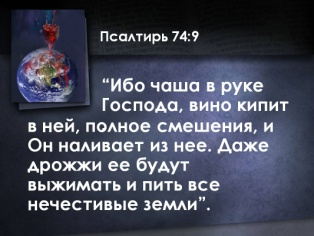 Псалтирь 74:9
“Ибо чаша в руке
Господа, вино кипит
в ней, полное смешения, и
Он наливает из нее. Даже
дрожжи ее будут
выжимать и пить все
нечестивые земли”.